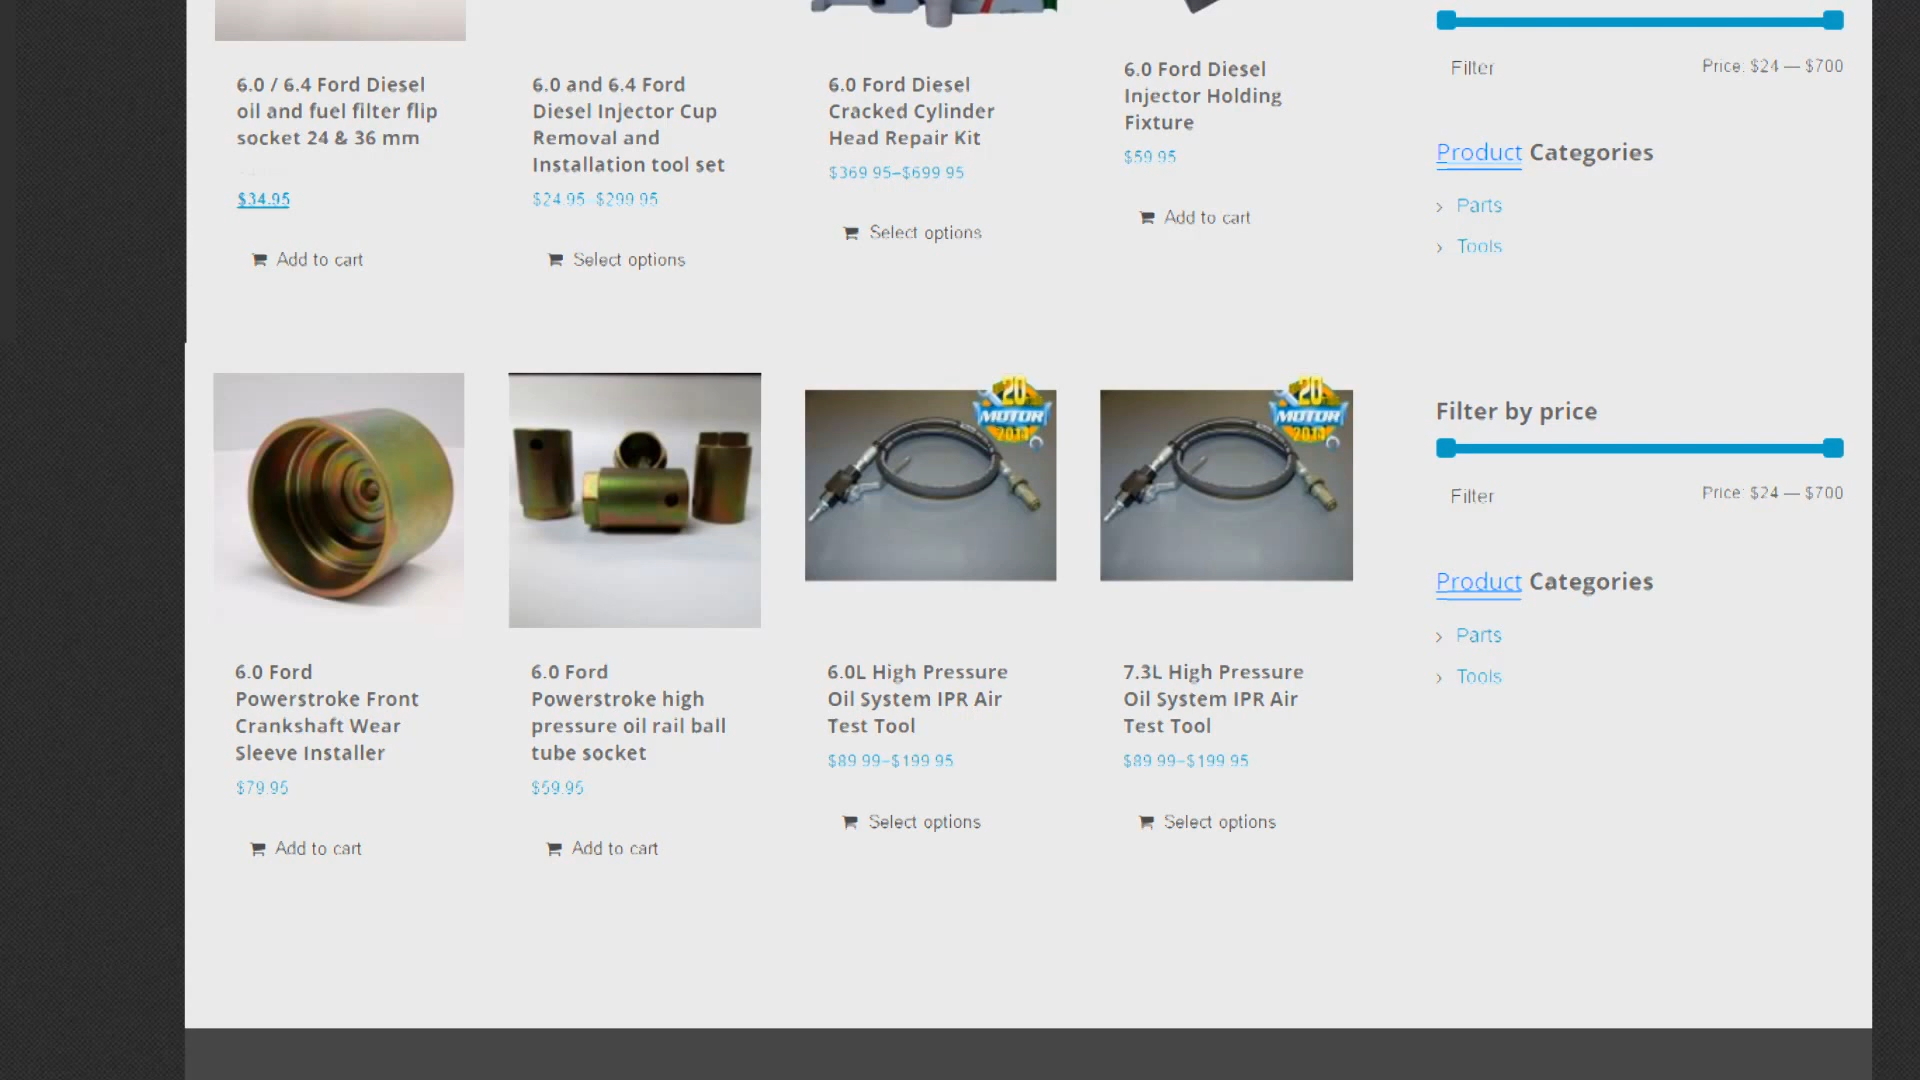 6.0 / 6.4 Ford Diesel
oil and fuel filter flip
socket 24 & 36 mm
$34.95
Add to cart
6.0 and 6.4 Ford
Diesel Injector Cup
Removal and
Installation tool set
$24.95–$299.95
Select options
6.0 Ford Diesel
Cracked Cylinder
Head Repair Kit
$369.95–$699.95
Select options
6.0 Ford Diesel
Injector Holding
Fixture
$59.95
Add to cart
Filter
Price: $24 — $700
Product Categories
Parts
Tools
6.0 Ford
Powerstroke Front
Crankshaft Wear
Sleeve Installer
$79.95
Add to cart
6.0 Ford
Powerstroke high
pressure oil rail ball
tube socket
$59.95
Add to cart
20
MOTOR
6.0L High Pressure
Oil System IPR Air
Test Tool
$89.99–$199.95
Select options
20
MOTOR
7.3L High Pressure
Oil System IPR Air
Test Tool
$89.99–$199.95
Select options
Filter by price
Filter
Price: $24 — $700
Product Categories
Parts
Tools